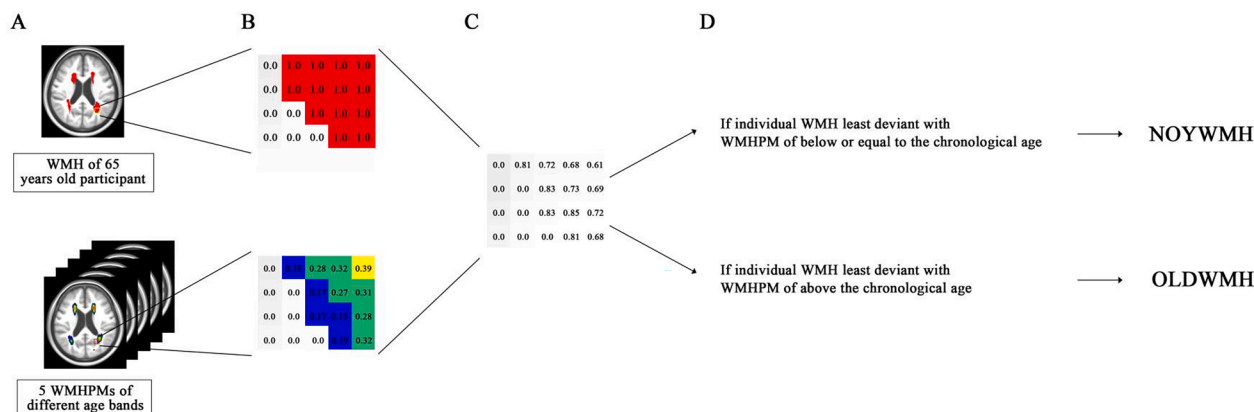 A
B
C
D
WMH of 65
years old participant
0.0 1.0 1.0 1.0 1.0
0.0 1.0 1.0 1.0 1.0
0.0 0.0 1.0 1.0 1.0
0.0 0.0 0.0 1.0 1.0
5 WMHPMs of
different age bands
0.0 0.28 0.32 0.39
0.0 0.0 0.27 0.31
0.0 0.0 0.17 0.28
0.0 0.0 0.0 0.32
0.0 0.81 0.72 0.68 0.61
0.0 0.0 0.83 0.73 0.69
0.0 0.0 0.83 0.85 0.72
0.0 0.0 0.0 0.81 0.68
If individual WMH least deviant with
WMHPM of below or equal to the chronological age
NOYWMH
If individual WMH least deviant with
WMHPM of above the chronological age
OLDWMH